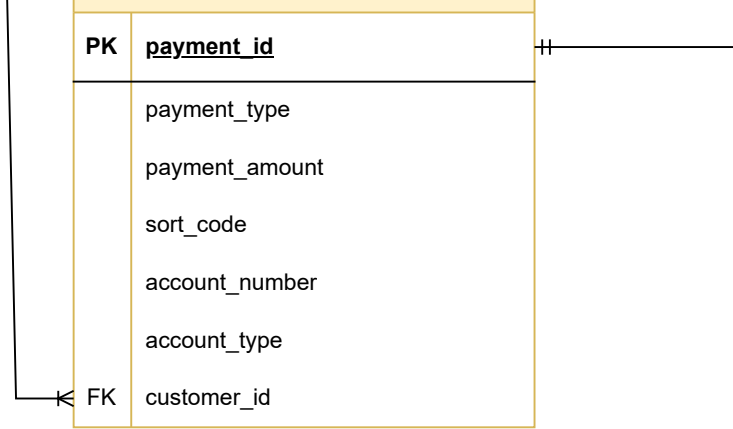 PK payment_id
payment_type
payment_amount
sort_code
account_number
account_type
FK customer_id